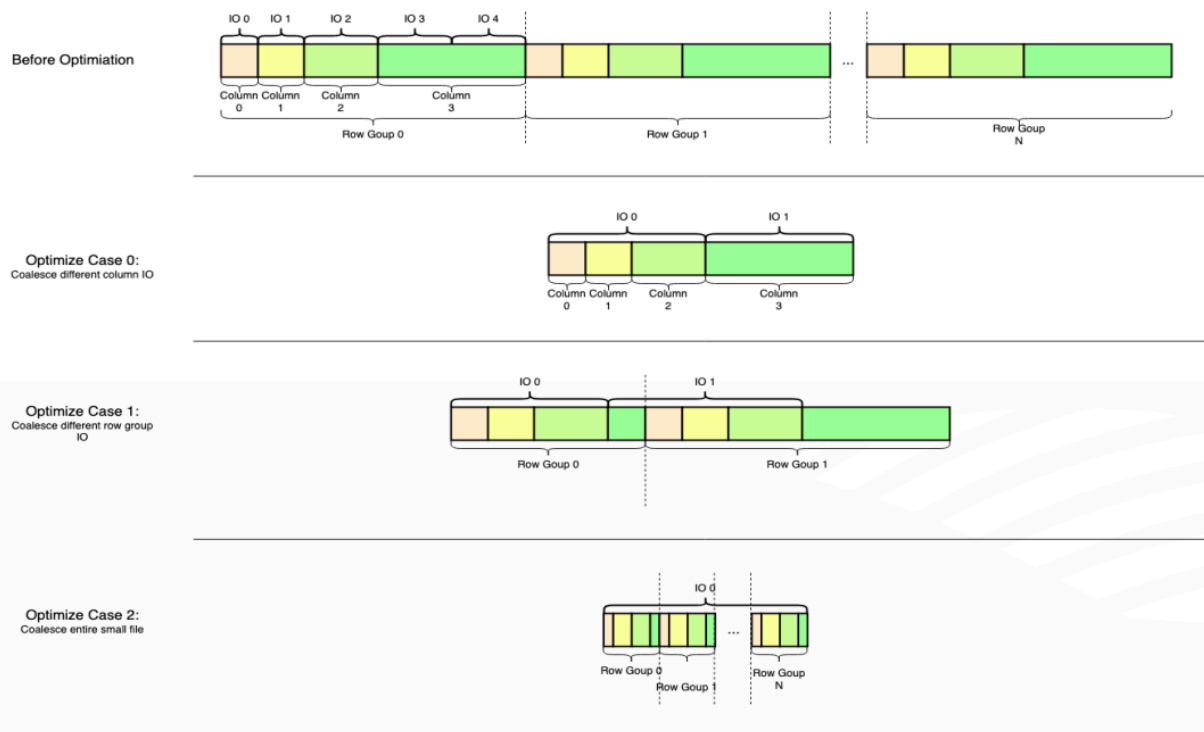 IO 0 IO 1 IO 2 IO 3 IO 4
Before Optimiation
...
Column 0
Column 1
Column 2
Column 3
Row Goup 0
Row Goup 1
Row Goup
N
IO 0 IO 1
Optimize Case 0:
Coalesce different column IO
Column 0
Column 1
Column 2
Column 3
IO 0 IO 1
Optimize Case 1:
Coalesce different row group
IO
Row Goup 0
Row Goup 1
IO 0
Optimize Case 2:
Coalesce entire small file
...
Row Goup 0
Row Goup 1
Row Goup
N